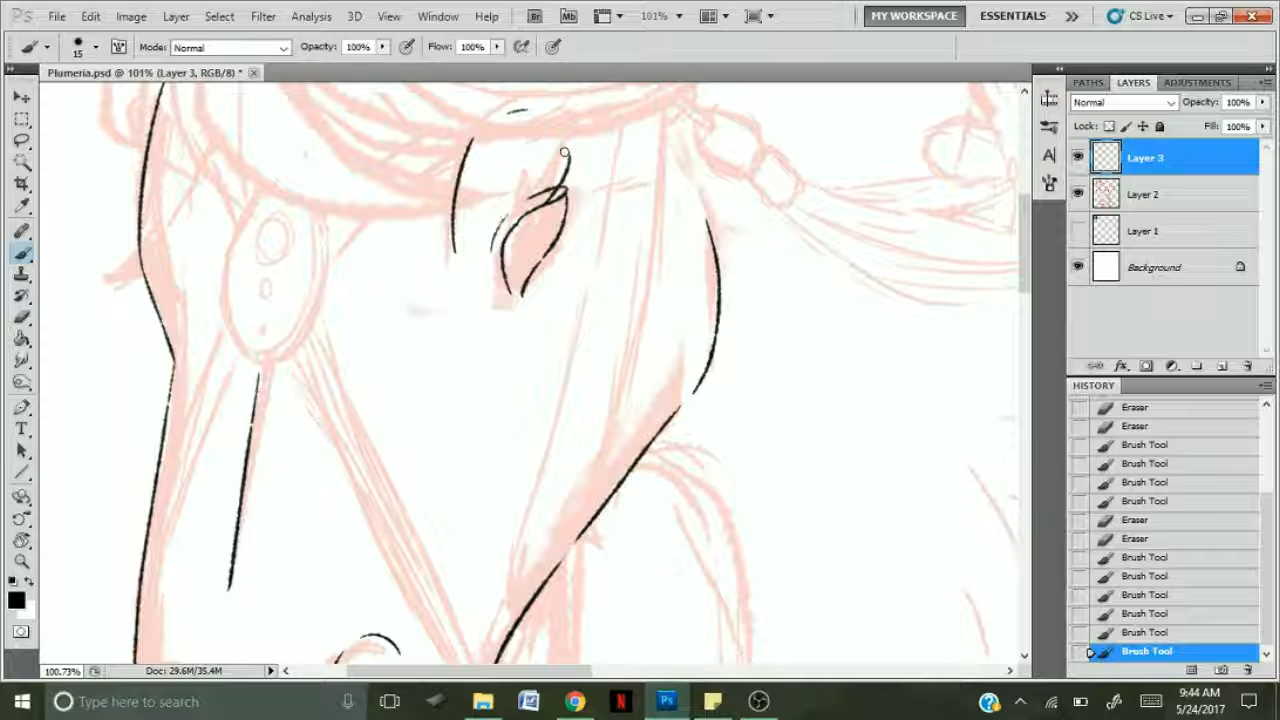 Ps File Edit Image Layer Select Filter Analysis 3D View Window Help Br Mb 101% MY WORKSPACE ESSENTIALS CS Live
15 Mode: Normal Opacity: 100% Flow: 100%
Plumeria.psd @ 101% (Layer 3, RGB/8) *
PATHS LAYERS ADJUSTMENTS
Normal Opacity: 100%
Lock: Fill: 100%
Layer 3
Layer 2
Layer 1
Background
HISTORY
Eraser
Eraser
Brush Tool
Brush Tool
Brush Tool
Brush Tool
Eraser
Eraser
Brush Tool
Brush Tool
Brush Tool
Brush Tool
Brush Tool
Brush Tool
100.73% Doc: 29.6M/35.4M
Type here to search
9:44 AM
5/24/2017